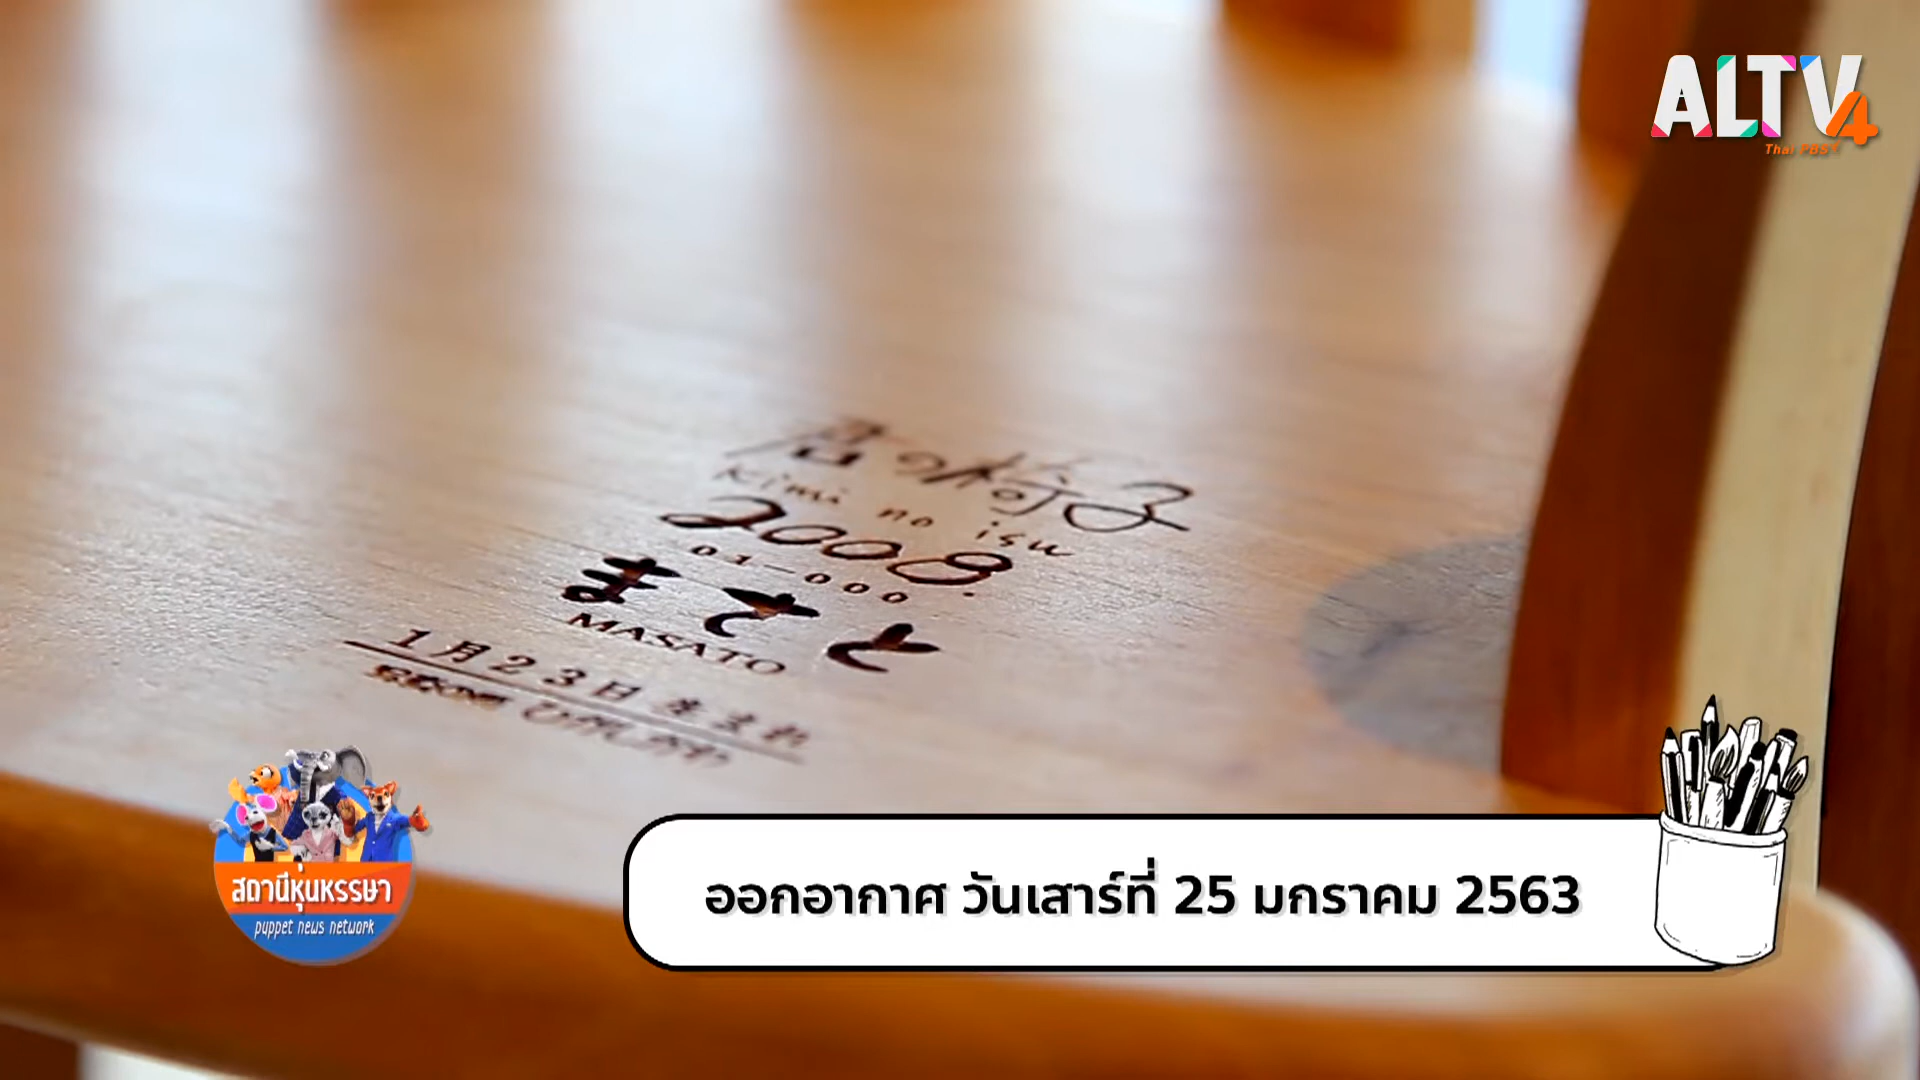 ALTV4
Thai PBS
君の椅子
Kimi no isu
2008.
01-000
まさと
MASATO
1月23日生まれ
สถานีหุ่นหรรษา
puppet news network
ออกอากาศ วันเสาร์ที่ 25 มกราคม 2563